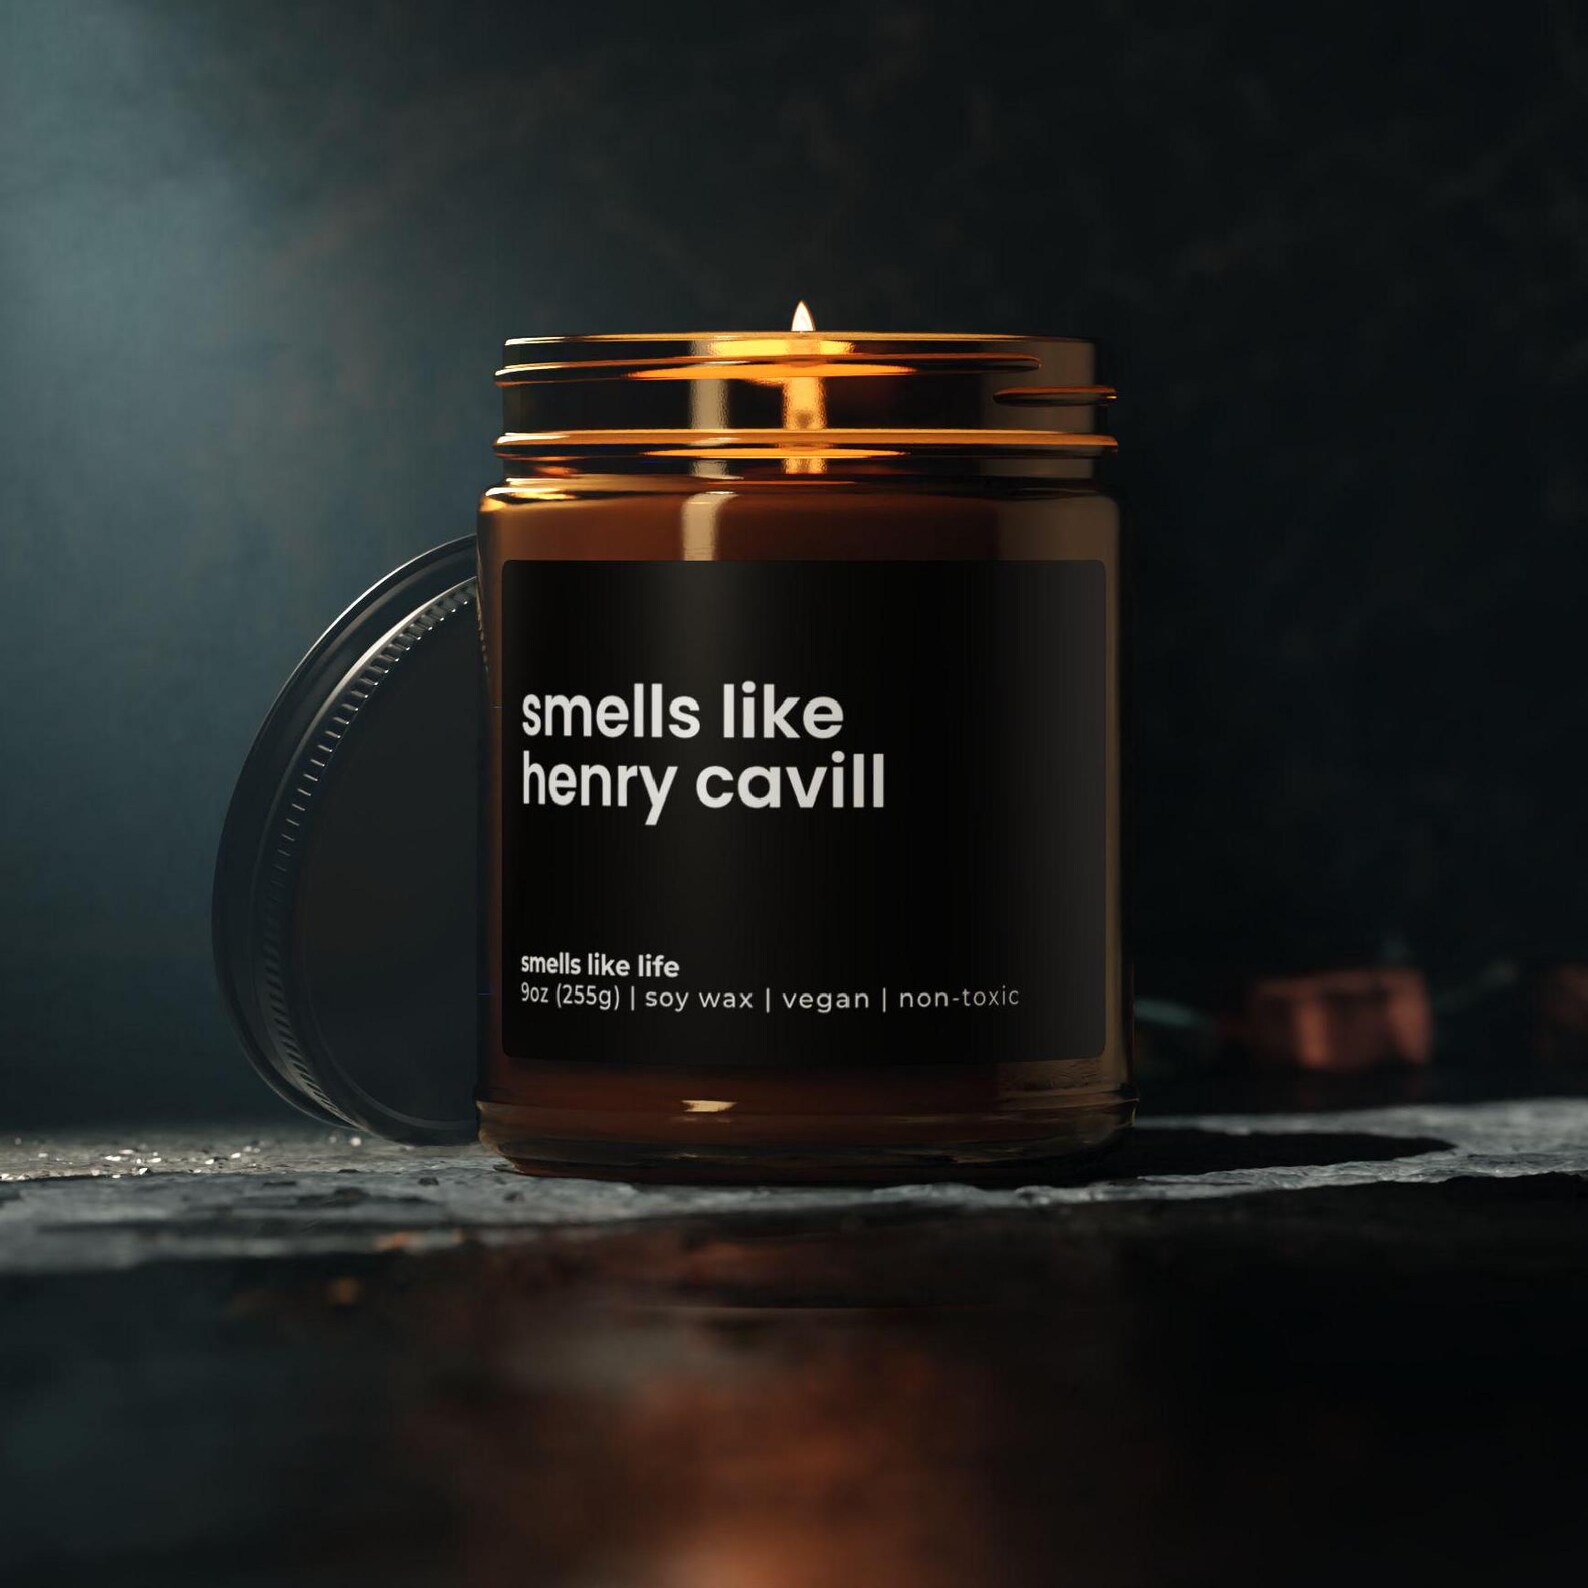 smells like
henry cavill
smells like life
9oz (255g) | soy wax | vegan | non-toxic